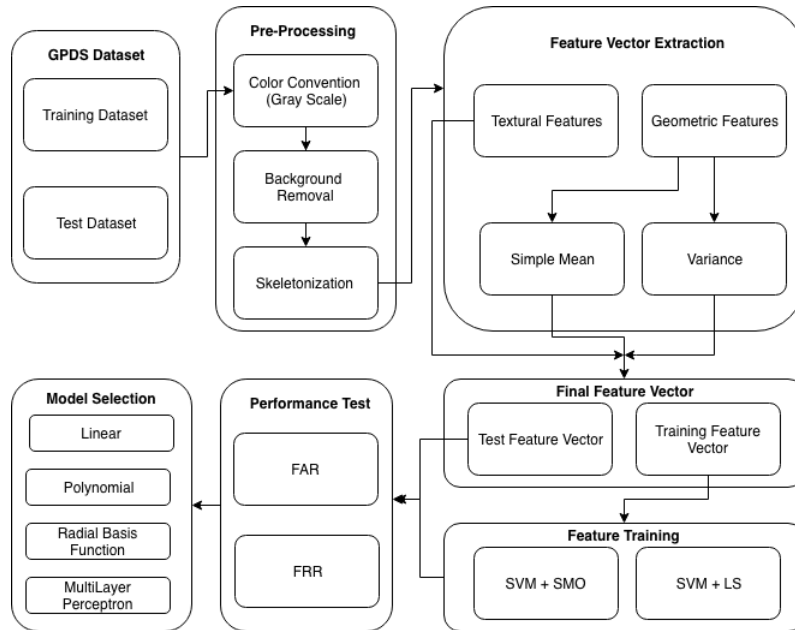 GPDS Dataset
Training Dataset
Test Dataset
Pre-Processing
Color Convention
(Gray Scale)
Background
Removal
Skeletonization
Feature Vector Extraction
Textural Features
Geometric Features
Simple Mean
Variance
Final Feature Vector
Test Feature Vector
Training Feature
Vector
Feature Training
SVM + SMO
SVM + LS
Performance Test
FAR
FRR
Model Selection
Linear
Polynomial
Radial Basis
Function
MultiLayer
Perceptron